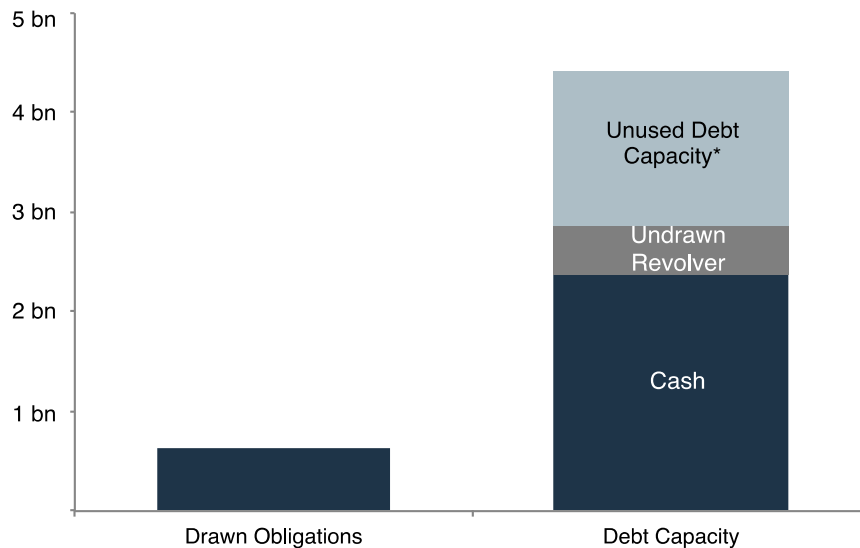 5 bn
4 bn
3 bn
2 bn
1 bn
Unused Debt
Capacity*
Undrawn
Revolver
Cash
Drawn Obligations
Debt Capacity